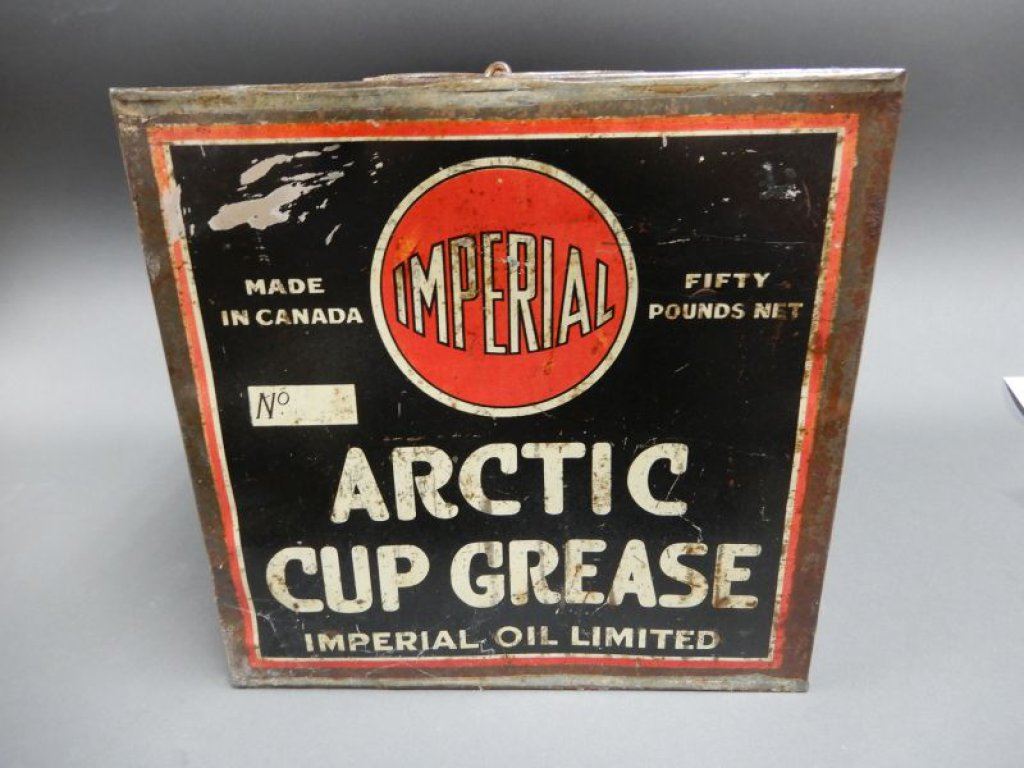 IMPERIAL
MADE
IN CANADA
FIFTY
POUNDS NET
Nº
ARCTIC
CUP GREASE
IMPERIAL OIL LIMITED